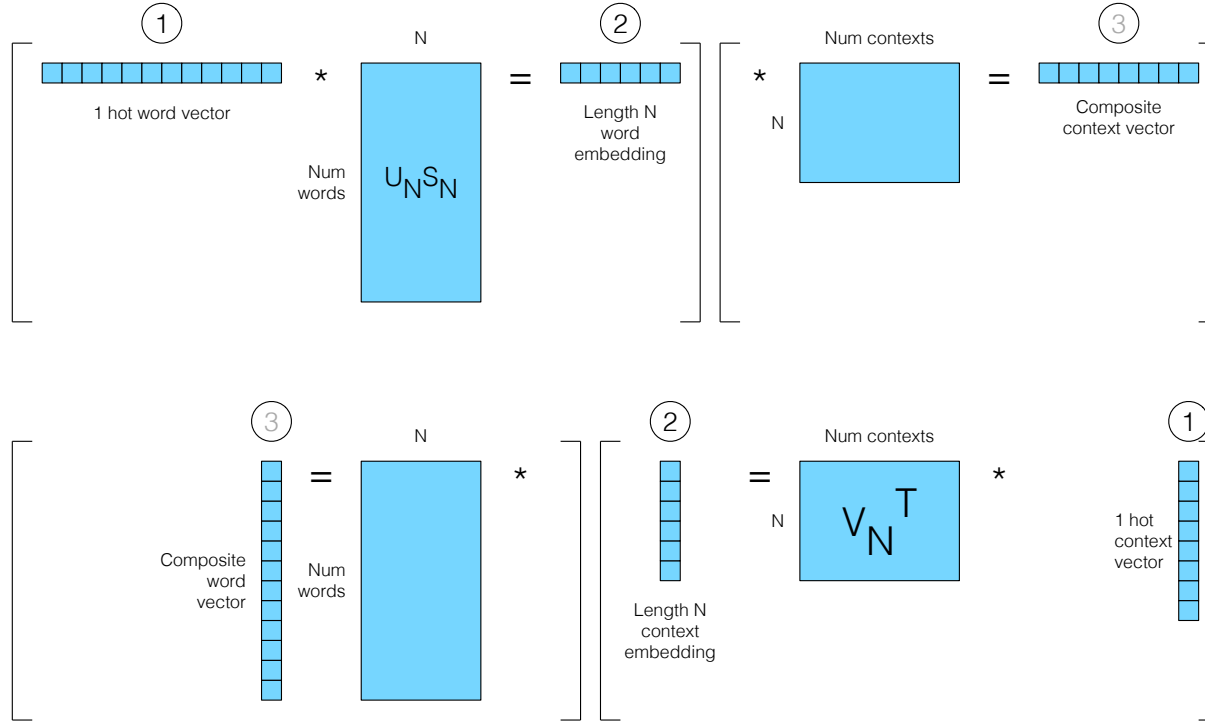 1
2
3
N
Num contexts
* = * =
1 hot word vector
Length N
word
embedding
N
Composite
context vector
Num
words
UNSN
3
2
1
N
Num contexts
= * = *
Composite
word
vector
Num
words
N
VNT
1 hot
context
vector
Length N
context
embedding